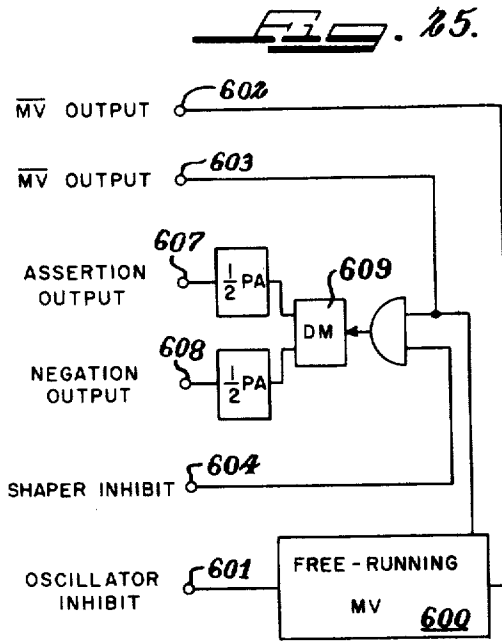 Fig. 25.
602
MV OUTPUT
603
MV OUTPUT
607
ASSERTION OUTPUT
1/2 PA
609
DM
608
NEGATION OUTPUT
1/2 PA
604
SHAPER INHIBIT
601
OSCILLATOR INHIBIT
FREE-RUNNING MV
600